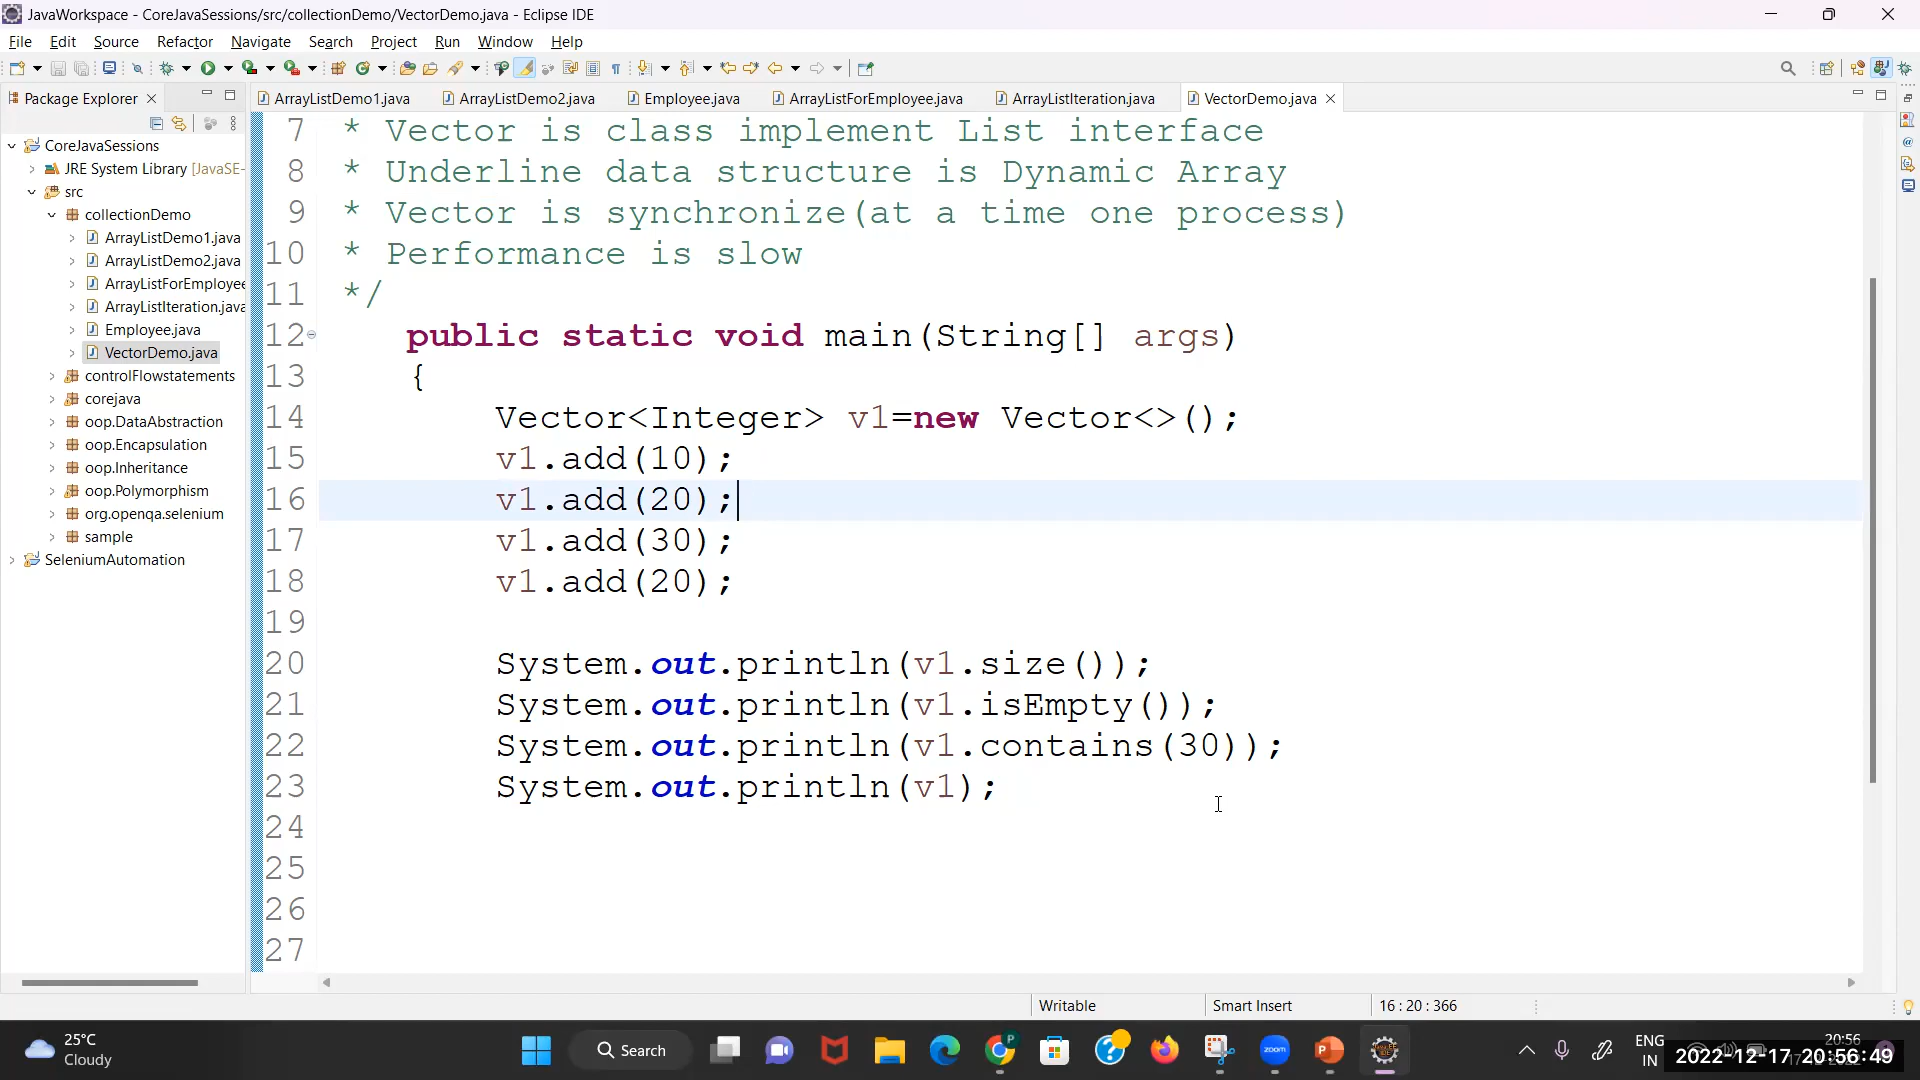 JavaWorkspace - CoreJavaSessions/src/collectionDemo/VectorDemo.java - Eclipse IDE
File Edit Source Refactor Navigate Search Project Run Window Help
Package Explorer
ArrayListDemo1.java ArrayListDemo2.java Employee.java ArrayListForEmployee.java ArrayListIteration.java VectorDemo.java
CoreJavaSessions
JRE System Library [JavaSE-
src
collectionDemo
ArrayListDemo1.java
ArrayListDemo2.java
ArrayListForEmployee
ArrayListIteration.java
Employee.java
VectorDemo.java
controlFlowstatements
corejava
oop.DataAbstraction
oop.Encapsulation
oop.Inheritance
oop.Polymorphism
org.openqa.selenium
sample
SeleniumAutomation
7 * Vector is class implement List interface
8 * Underline data structure is Dynamic Array
9 * Vector is synchronize(at a time one process)
10 * Performance is slow
11 */
12 public static void main(String[] args)
13 {
14 Vector<Integer> v1=new Vector<>();
15 v1.add(10);
16 v1.add(20);
17 v1.add(30);
18 v1.add(20);
19
20 System.out.println(v1.size());
21 System.out.println(v1.isEmpty());
22 System.out.println(v1.contains(30));
23 System.out.println(v1);
24
25
26
27
Writable Smart Insert 16 : 20 : 366
25°C
Cloudy
Search
zoom
ENG
IN
20:56
2022-12-17 20:56:49